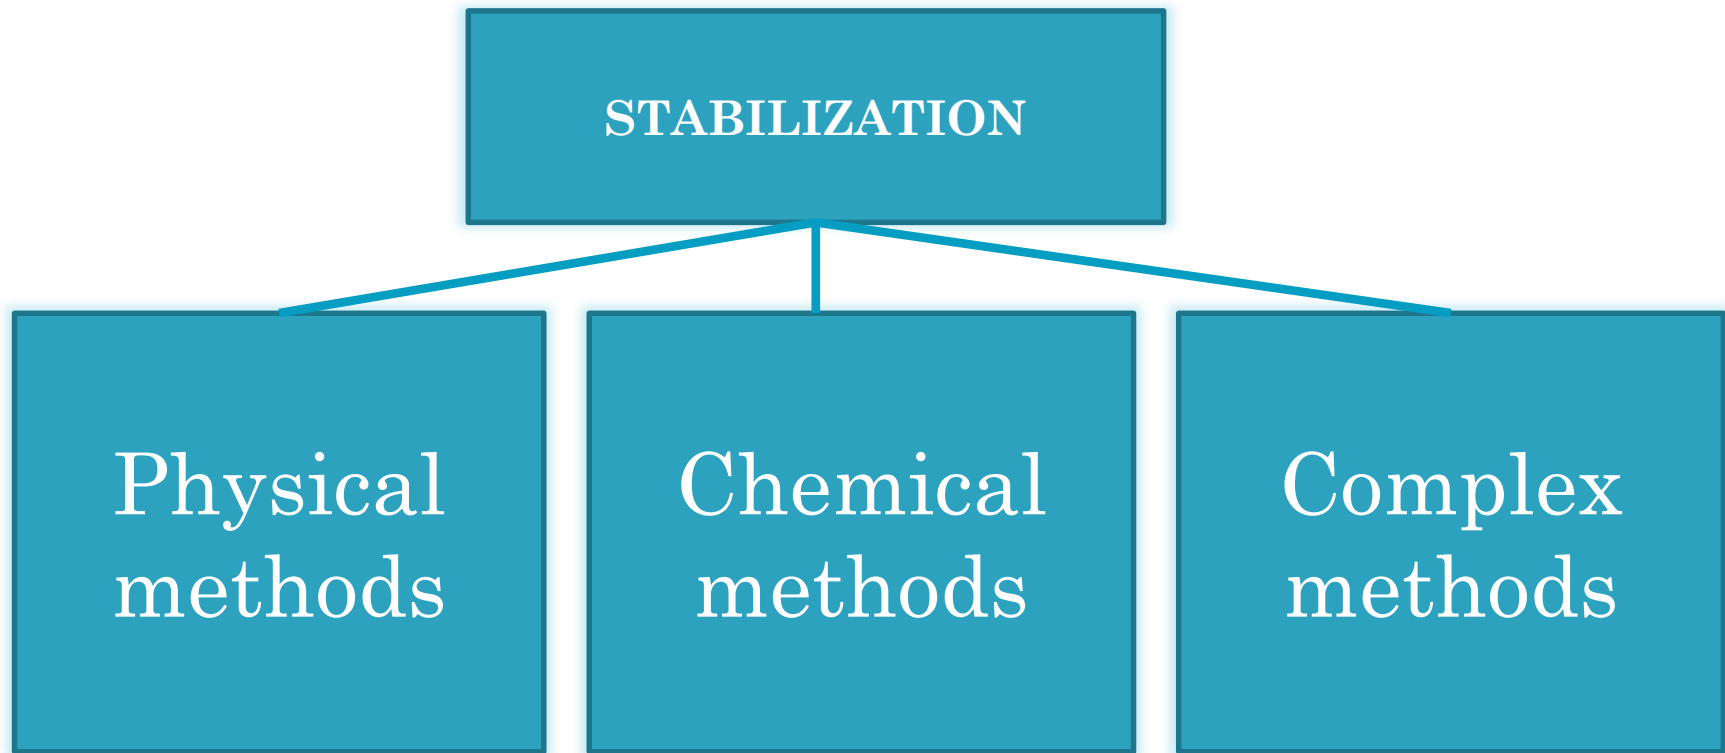 STABILIZATION
Physical
methods
Chemical
methods
Complex
methods